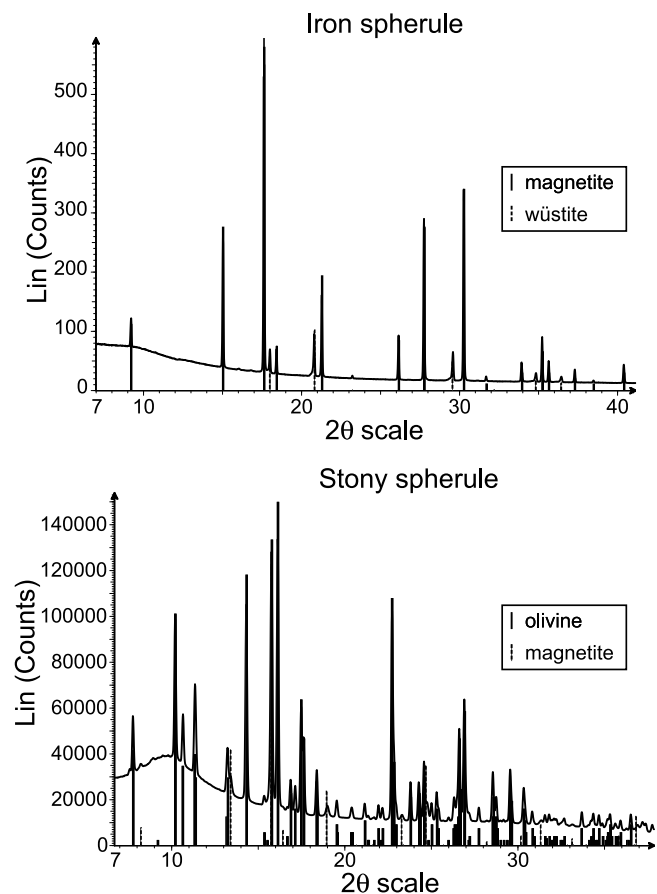 Iron spherule
Lin (Counts)
500
400
300
200
100
0
magnetite
wüstite
7 10 20 30 40
2θ scale
Stony spherule
Lin (Counts)
140000
120000
100000
80000
60000
40000
20000
0
olivine
magnetite
7 10 20 30
2θ scale